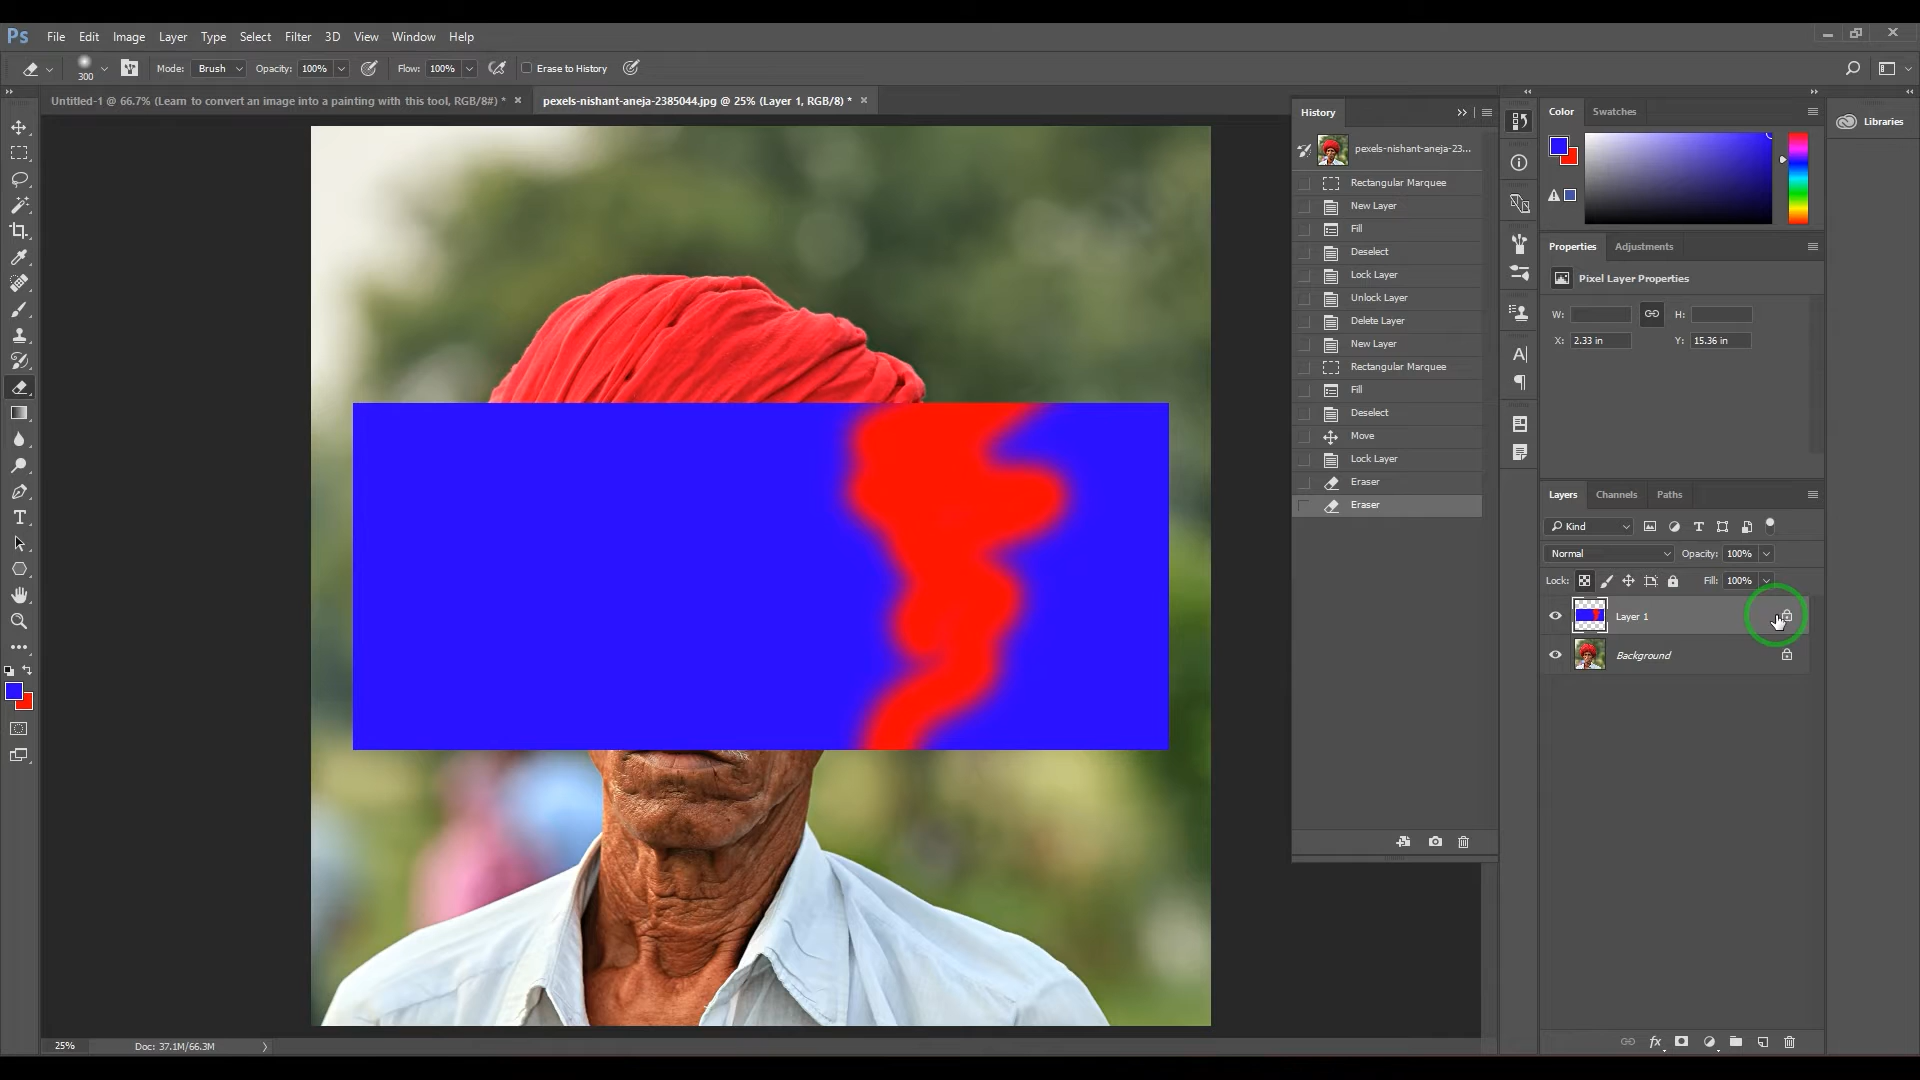 Ps File Edit Image Layer Type Select Filter 3D View Window Help
300 Mode: Brush Opacity: 100% Flow: 100% Erase to History
Untitled-1 @ 66.7% (Learn to convert an image into a painting with this tool, RGB/8#) * × pexels-nishant-aneja-2385044.jpg @ 25% (Layer 1, RGB/8) * ×
History
pexels-nishant-aneja-23...
Rectangular Marquee
New Layer
Fill
Deselect
Lock Layer
Unlock Layer
Delete Layer
New Layer
Rectangular Marquee
Fill
Deselect
Move
Lock Layer
Eraser
Eraser
Color Swatches
Libraries
Properties Adjustments
Pixel Layer Properties
W: H:
X: 2.33 in Y: 15.36 in
Layers Channels Paths
Kind
Normal Opacity: 100%
Lock: Fill: 100%
Layer 1
Background
25% Doc: 37.1M/66.3M